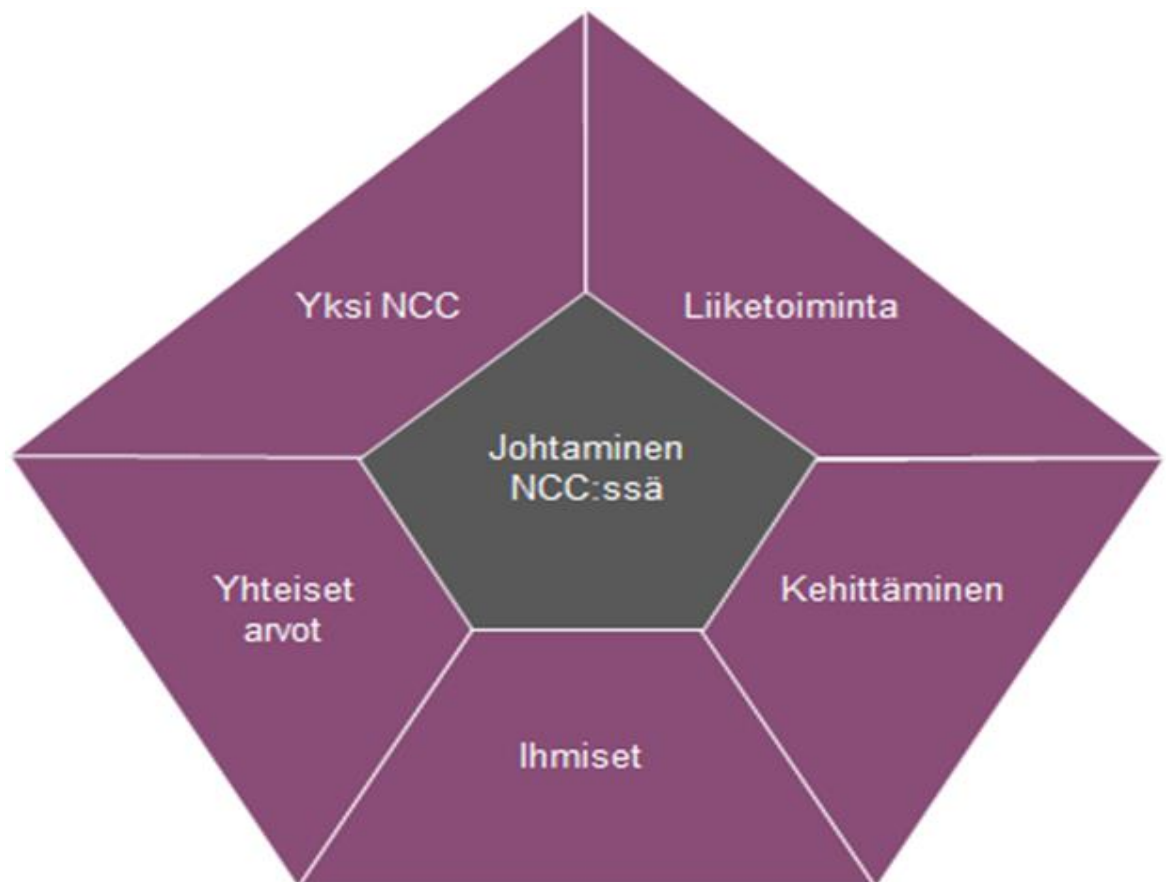 Yksi NCC
Liiketoiminta
Johtaminen
NCC:ssä
Yhteiset
arvot
Kehittäminen
Ihmiset